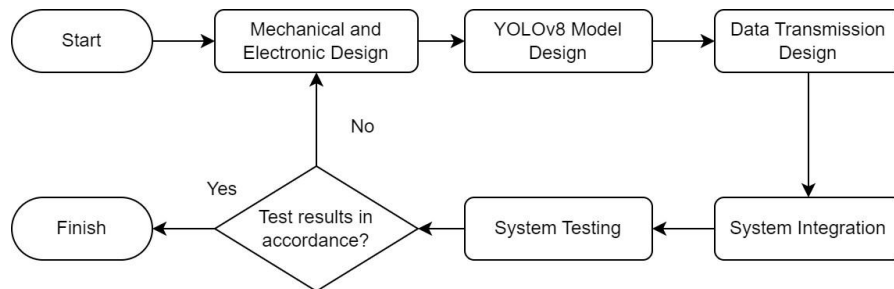 Start
Mechanical and
Electronic Design
YOLOv8 Model
Design
Data Transmission
Design
No
Yes
Finish
Test results in
accordance?
System Testing
System Integration